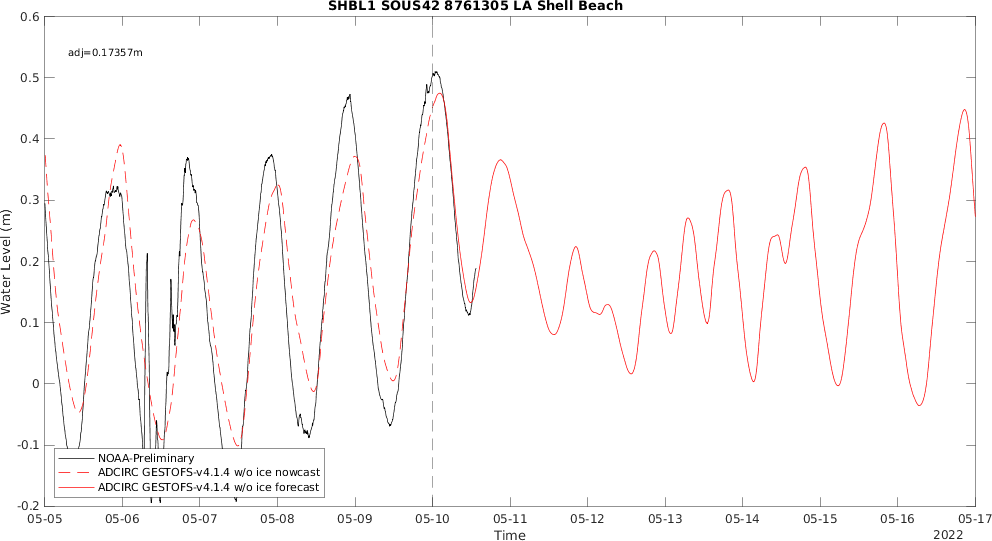 SHBL1 SOUS42 8761305 LA Shell Beach
adj=0.17357m
0.6
0.5
0.4
0.3
0.2
0.1
0
-0.1
-0.2
Water Level (m)
NOAA-Preliminary
ADCIRC GESTOFS-v4.1.4 w/o ice nowcast
ADCIRC GESTOFS-v4.1.4 w/o ice forecast
05-05 05-06 05-07 05-08 05-09 05-10 05-11 05-12 05-13 05-14 05-15 05-16 05-17
Time
2022